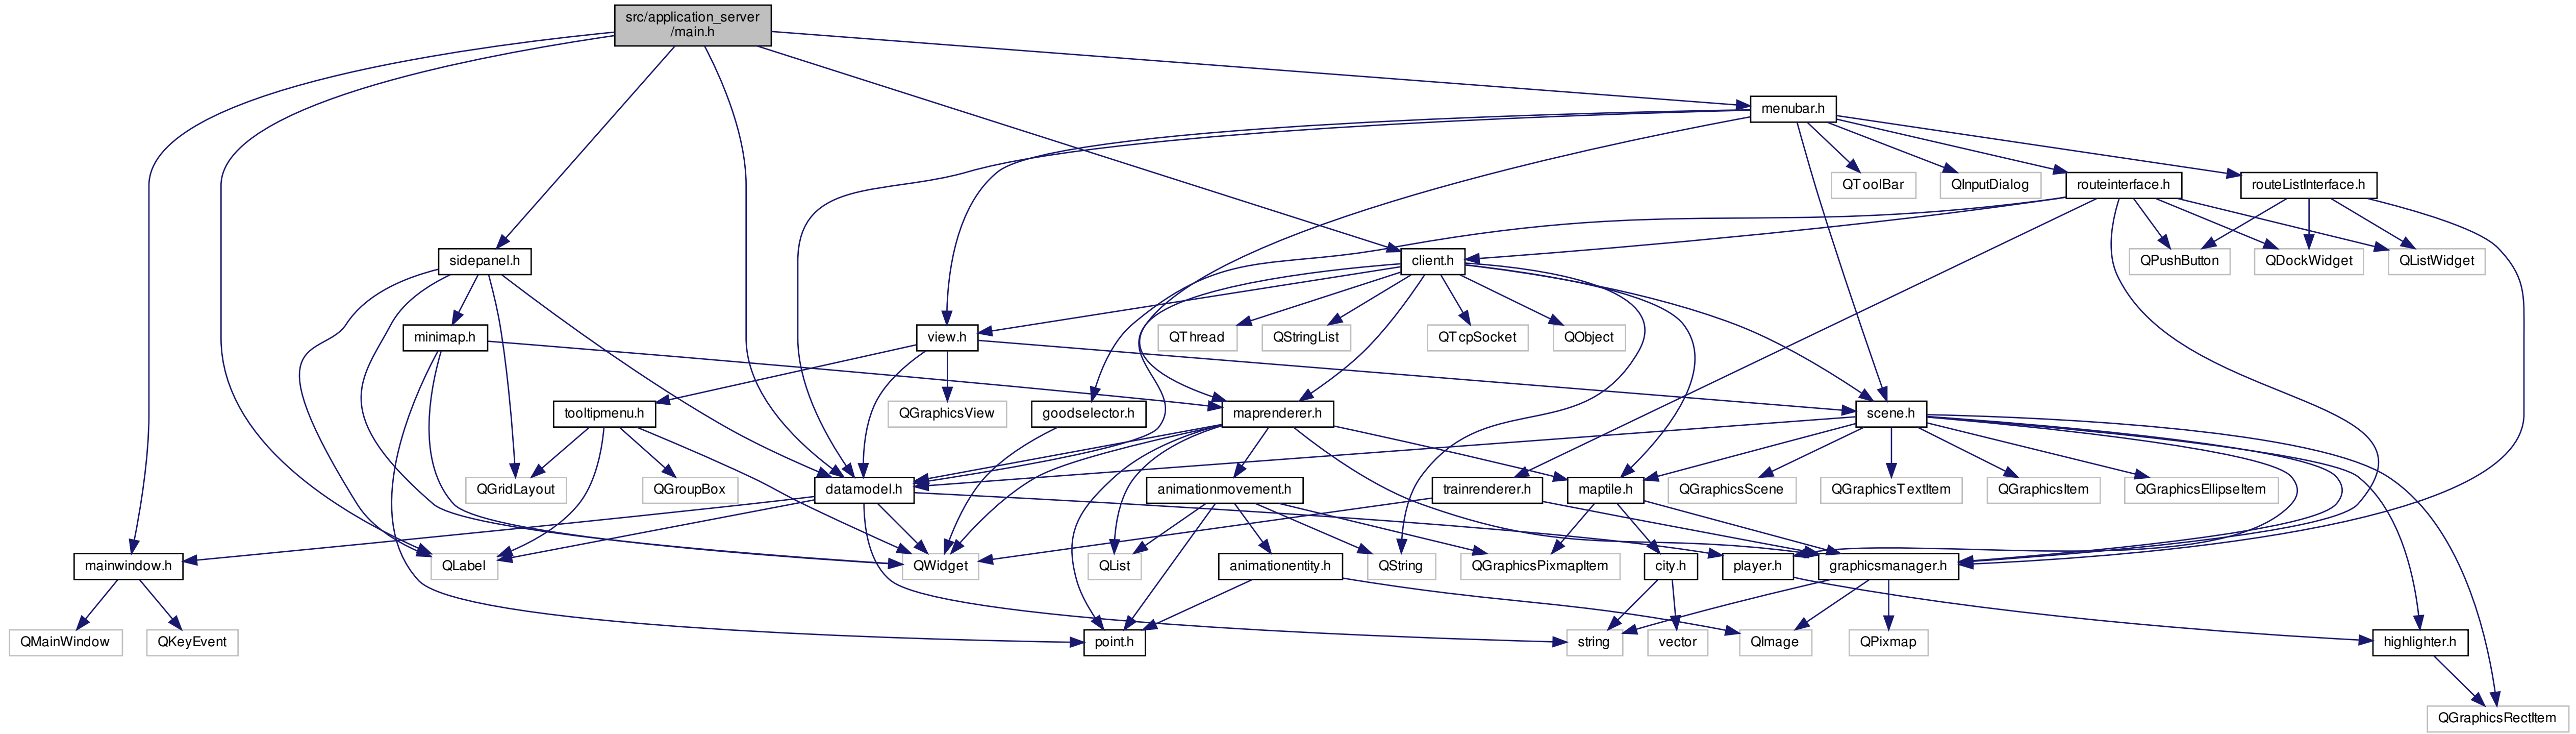 src/application_server
/main.h
menubar.h
QToolBar
QInputDialog
routeinterface.h
routeListInterface.h
sidepanel.h
client.h
QPushButton
QDockWidget
QListWidget
minimap.h
view.h
QThread
QStringList
QTcpSocket
QObject
tooltipmenu.h
QGraphicsView
goodselector.h
maprenderer.h
scene.h
QGridLayout
QGroupBox
datamodel.h
animationmovement.h
trainrenderer.h
maptile.h
QGraphicsScene
QGraphicsTextItem
QGraphicsItem
QGraphicsEllipseItem
mainwindow.h
QLabel
QWidget
QList
animationentity.h
QString
QGraphicsPixmapItem
city.h
player.h
graphicsmanager.h
QMainWindow
QKeyEvent
point.h
string
vector
QImage
QPixmap
highlighter.h
QGraphicsRectItem